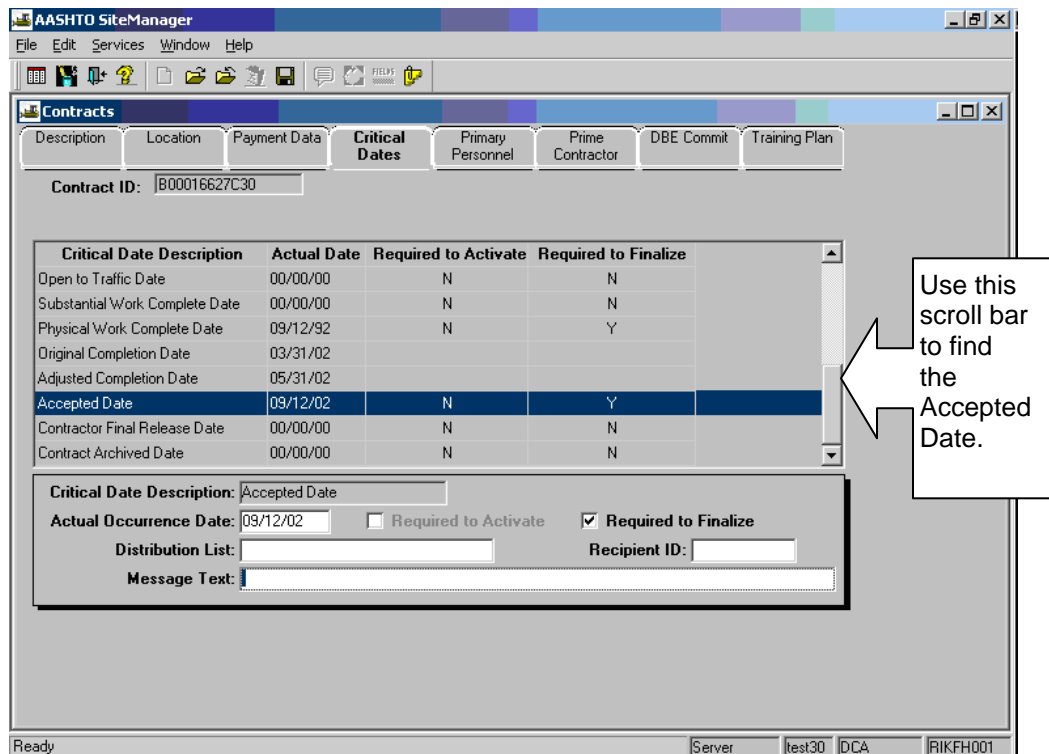 AASHTO SiteManager
File Edit Services Window Help
FIELDS
Contracts
Description Location Payment Data Critical Dates Primary Personnel Prime Contractor DBE Commit Training Plan
Contract ID: B00016627C30
Critical Date Description Actual Date Required to Activate Required to Finalize
Open to Traffic Date 00/00/00 N N
Substantial Work Complete Date 00/00/00 N N
Physical Work Complete Date 09/12/92 N Y
Original Completion Date 03/31/02
Adjusted Completion Date 05/31/02
Accepted Date 09/12/02 N Y
Contractor Final Release Date 00/00/00 N N
Contract Archived Date 00/00/00 N N
Use this
scroll bar
to find
the
Accepted
Date.
Critical Date Description: Accepted Date
Actual Occurrence Date: 09/12/02 Required to Activate Required to Finalize
Distribution List: Recipient ID:
Message Text:
Ready Server test30 DCA RIKFH001